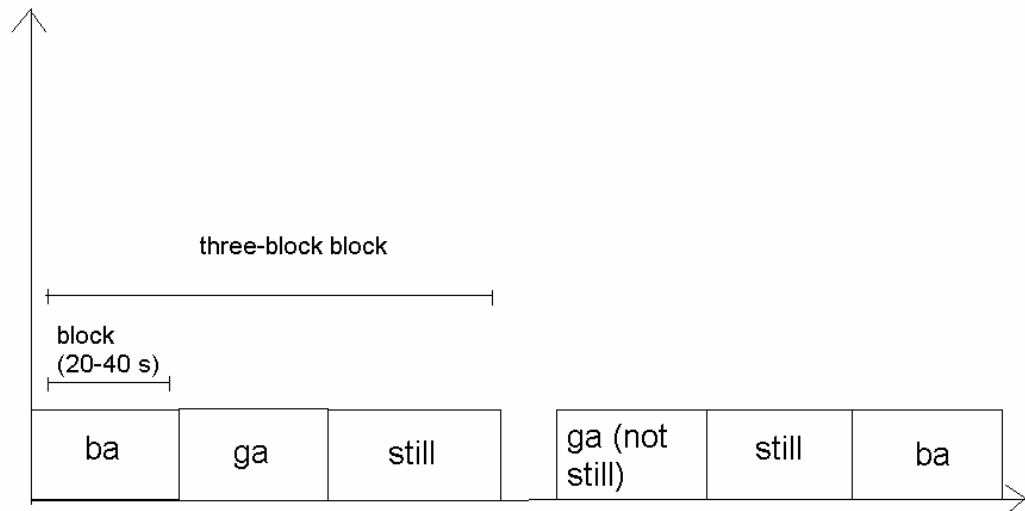 three-block block
block
(20-40 s)
ba
ga
still
ga (not
still)
still
ba